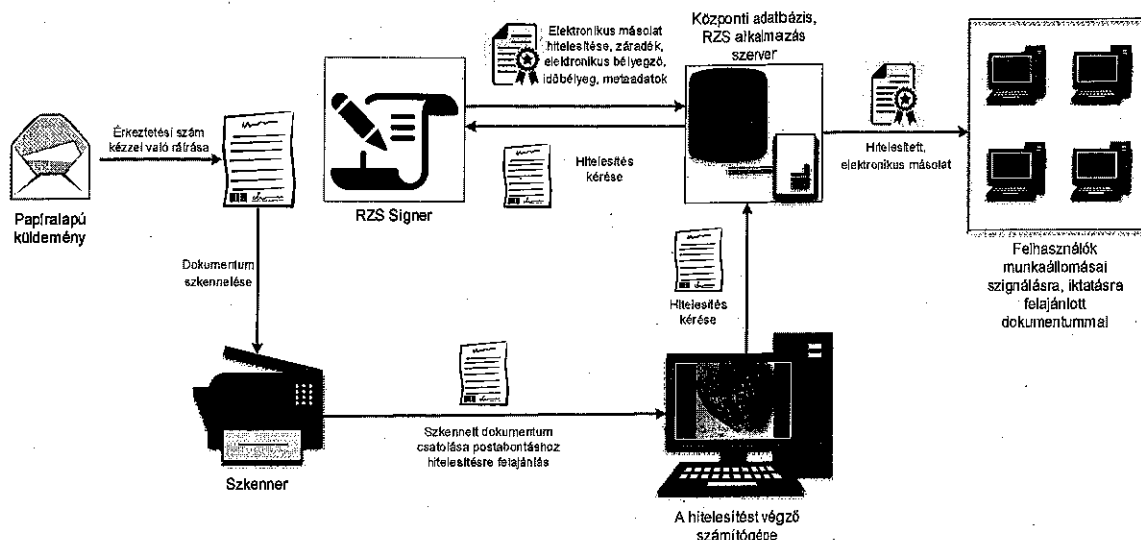 Papíralapú
küldemény
Érkeztetési szám
kézzel való ráírása
Dokumentum
szkennelése
Szkenner
Szkennelt dokumentum
csatolása postabontáshoz
hitelesítésre felajánlás
A hitelesítést végző
számítógépe
Hitelesítés
kérése
RZS Signer
Elektronikus másolat
hitelesítése, záradék,
elektronikus bélyegző,
időbélyeg, metaadatok
Hitelesítés
kérése
Központi adatbázis,
RZS alkalmazás
szerver
Hitelesített,
elektronikus másolat
Felhasználók
munkaállomásai
szignálásra, iktatásra
felajánlott
dokumentummal